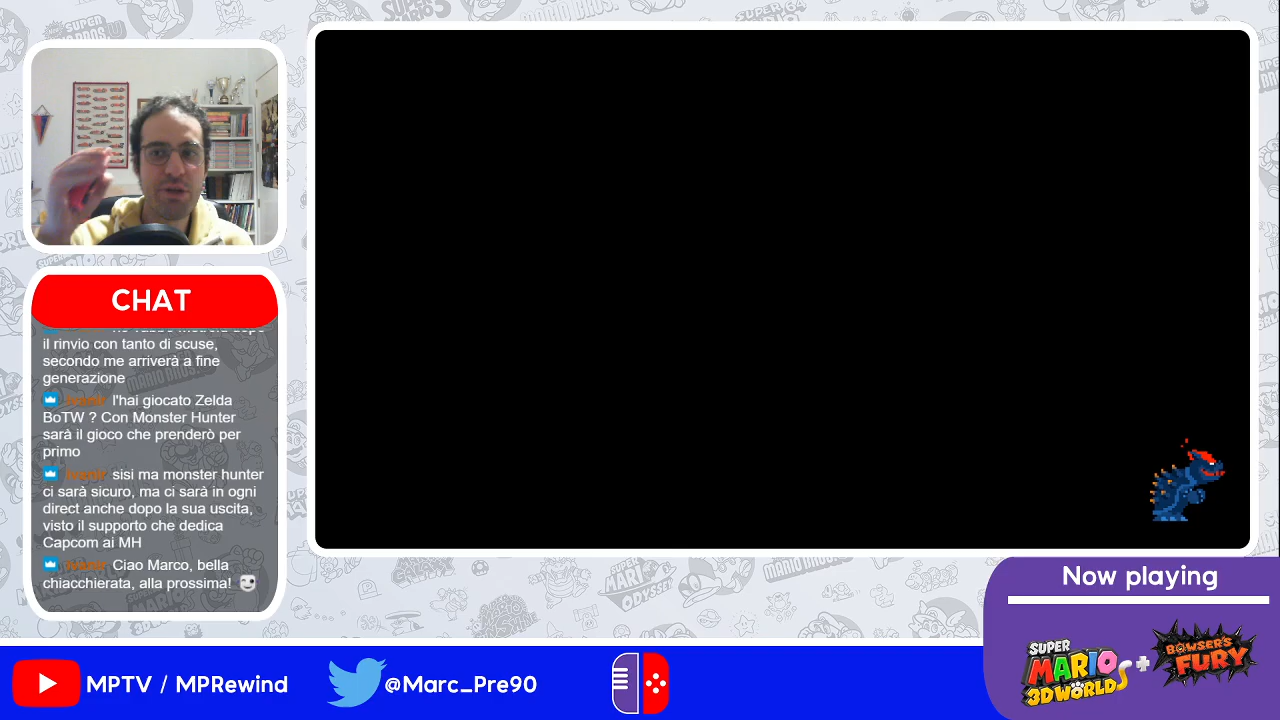 CHAT
il rinvio con tanto di scuse,
secondo me arriverà a fine
generazione
l'hai giocato Zelda
BoTW ? Con Monster Hunter
sarà il gioco che prenderò per
primo
sisi ma monster hunter
ci sarà sicuro, ma ci sarà in ogni
direct anche dopo la sua uscita,
visto il supporto che dedica
Capcom ai MH
Ciao Marco, bella
chiacchierata, alla prossima!
Now playing
SUPER
MARIO
3D WORLD
+
BOWSER'S
FURY
MPTV / MPRewind
@Marc_Pre90